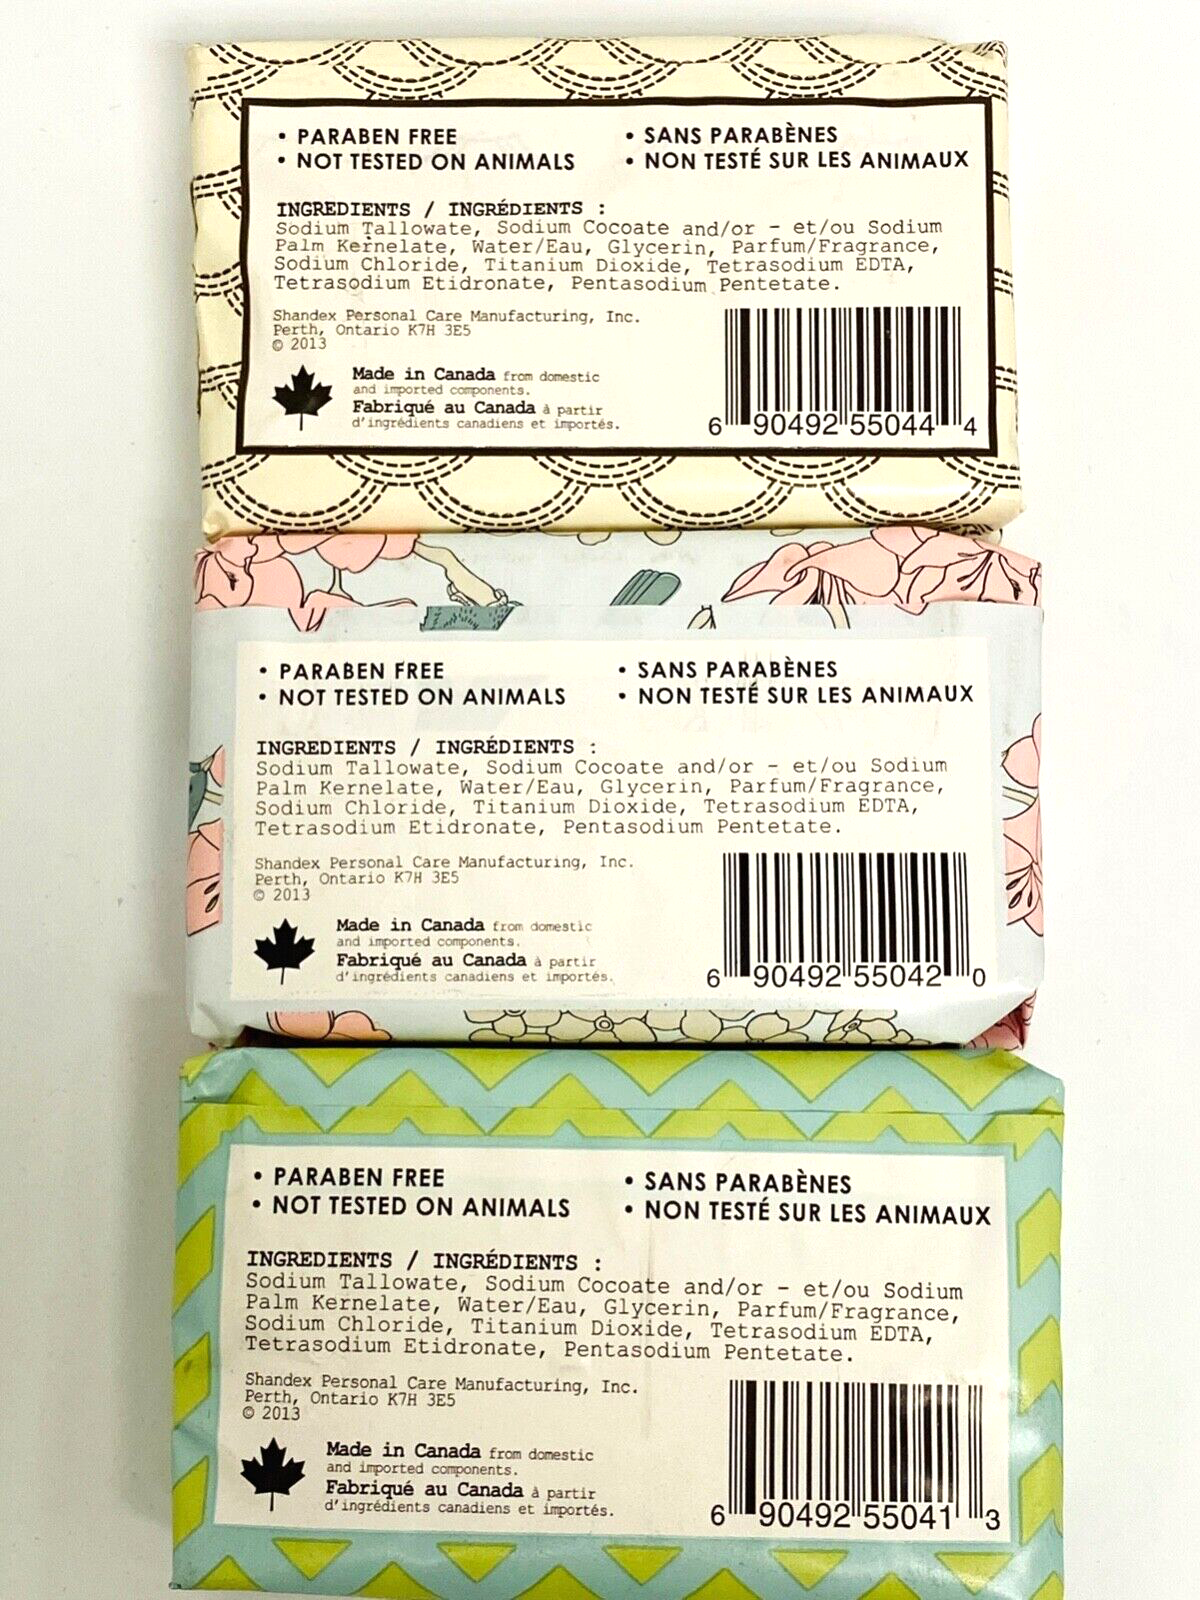 • PARABEN FREE
• NOT TESTED ON ANIMALS
• SANS PARABÈNES
• NON TESTÉ SUR LES ANIMAUX
INGREDIENTS / INGRÉDIENTS :
Sodium Tallowate, Sodium Cocoate and/or - et/ou Sodium
Palm Kernelate, Water/Eau, Glycerin, Parfum/Fragrance,
Sodium Chloride, Titanium Dioxide, Tetrasodium EDTA,
Tetrasodium Etidronate, Pentasodium Pentetate.
Shandex Personal Care Manufacturing, Inc.
Perth, Ontario K7H 3E5
© 2013
Made in Canada from domestic
and imported components.
Fabriqué au Canada à partir
d'ingrédients canadiens et importés.
6 90492 55044 4
• PARABEN FREE
• NOT TESTED ON ANIMALS
• SANS PARABÈNES
• NON TESTÉ SUR LES ANIMAUX
INGREDIENTS / INGRÉDIENTS :
Sodium Tallowate, Sodium Cocoate and/or - et/ou Sodium
Palm Kernelate, Water/Eau, Glycerin, Parfum/Fragrance,
Sodium Chloride, Titanium Dioxide, Tetrasodium EDTA,
Tetrasodium Etidronate, Pentasodium Pentetate.
Shandex Personal Care Manufacturing, Inc.
Perth, Ontario K7H 3E5
© 2013
Made in Canada from domestic
and imported components.
Fabriqué au Canada à partir
d'ingrédients canadiens et importés.
6 90492 55042 0
• PARABEN FREE
• NOT TESTED ON ANIMALS
• SANS PARABÈNES
• NON TESTÉ SUR LES ANIMAUX
INGREDIENTS / INGRÉDIENTS :
Sodium Tallowate, Sodium Cocoate and/or - et/ou Sodium
Palm Kernelate, Water/Eau, Glycerin, Parfum/Fragrance,
Sodium Chloride, Titanium Dioxide, Tetrasodium EDTA,
Tetrasodium Etidronate, Pentasodium Pentetate.
Shandex Personal Care Manufacturing, Inc.
Perth, Ontario K7H 3E5
© 2013
Made in Canada from domestic
and imported components.
Fabriqué au Canada à partir
d'ingrédients canadiens et importés.
6 90492 55041 3